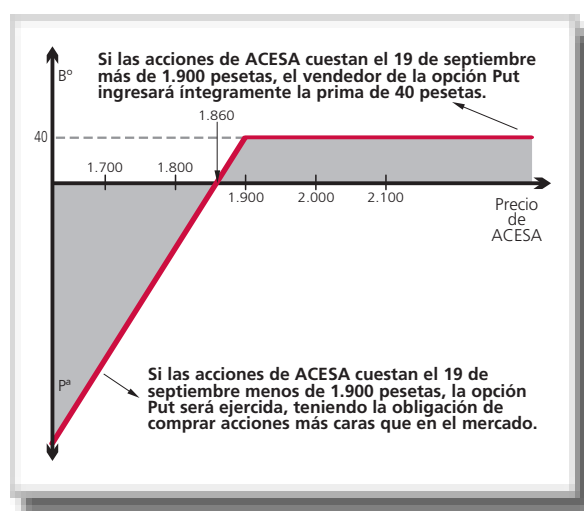 Si las acciones de ACESA cuestan el 19 de septiembre
más de 1.900 pesetas, el vendedor de la opción Put
ingresará íntegramente la prima de 40 pesetas.
Bº
1.860
40
1.700 1.800
1.900 2.000 2.100
Precio
de
ACESA
Pª
Si las acciones de ACESA cuestan el 19 de
septiembre menos de 1.900 pesetas, la opción
Put será ejercida, teniendo la obligación de
comprar acciones más caras que en el mercado.